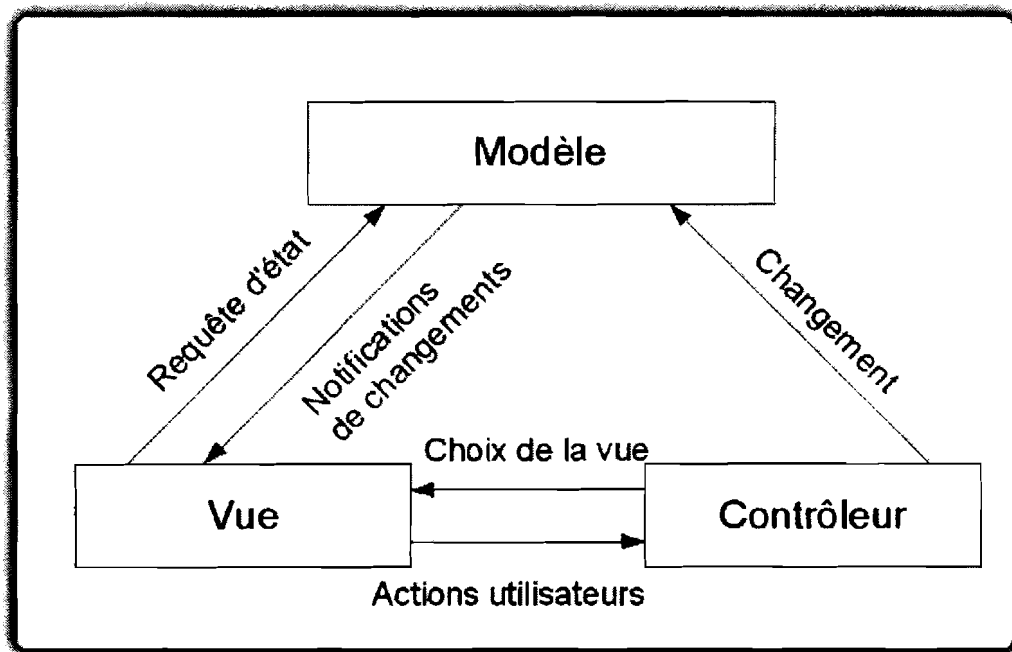 Modèle
Requête d'état
Notifications
de changements
Changement
Choix de la vue
Vue
Contrôleur
Actions utilisateurs